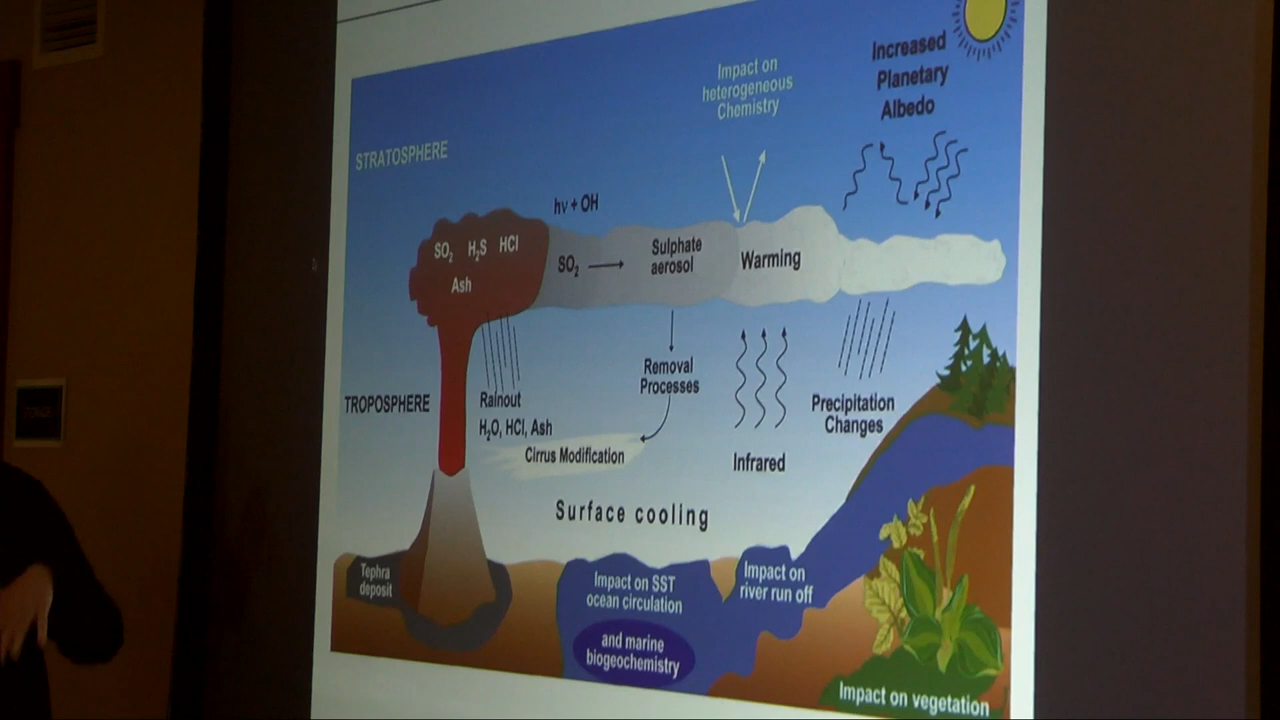 Increased
Planetary
Albedo
Impact on
heterogeneous
Chemistry
STRATOSPHERE
hν + OH
SO₂ H₂S HCl
Ash
SO₂ →
Sulphate
aerosol
Warming
Removal
Processes
TROPOSPHERE
Rainout
H₂O, HCl, Ash
Cirrus Modification
Infrared
Precipitation
Changes
Surface cooling
Tephra
deposit
Impact on SST
ocean circulation
and marine
biogeochemistry
Impact on
river run off
Impact on vegetation